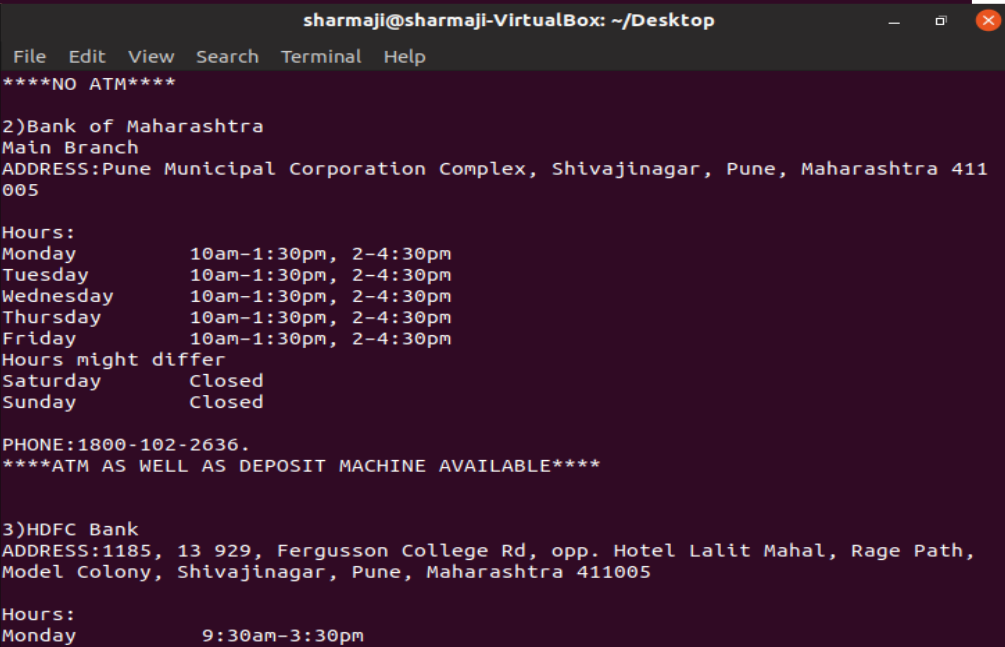 sharmaji@sharmaji-VirtualBox: ~/Desktop
File Edit View Search Terminal Help
****NO ATM****
2)Bank of Maharashtra
Main Branch
ADDRESS:Pune Municipal Corporation Complex, Shivajinagar, Pune, Maharashtra 411
005
Hours:
Monday 10am–1:30pm, 2–4:30pm
Tuesday 10am–1:30pm, 2–4:30pm
Wednesday 10am–1:30pm, 2–4:30pm
Thursday 10am–1:30pm, 2–4:30pm
Friday 10am–1:30pm, 2–4:30pm
Hours might differ
Saturday Closed
Sunday Closed
PHONE:1800-102-2636.
****ATM AS WELL AS DEPOSIT MACHINE AVAILABLE****
3)HDFC Bank
ADDRESS:1185, 13 929, Fergusson College Rd, opp. Hotel Lalit Mahal, Rage Path,
Model Colony, Shivajinagar, Pune, Maharashtra 411005
Hours:
Monday 9:30am–3:30pm